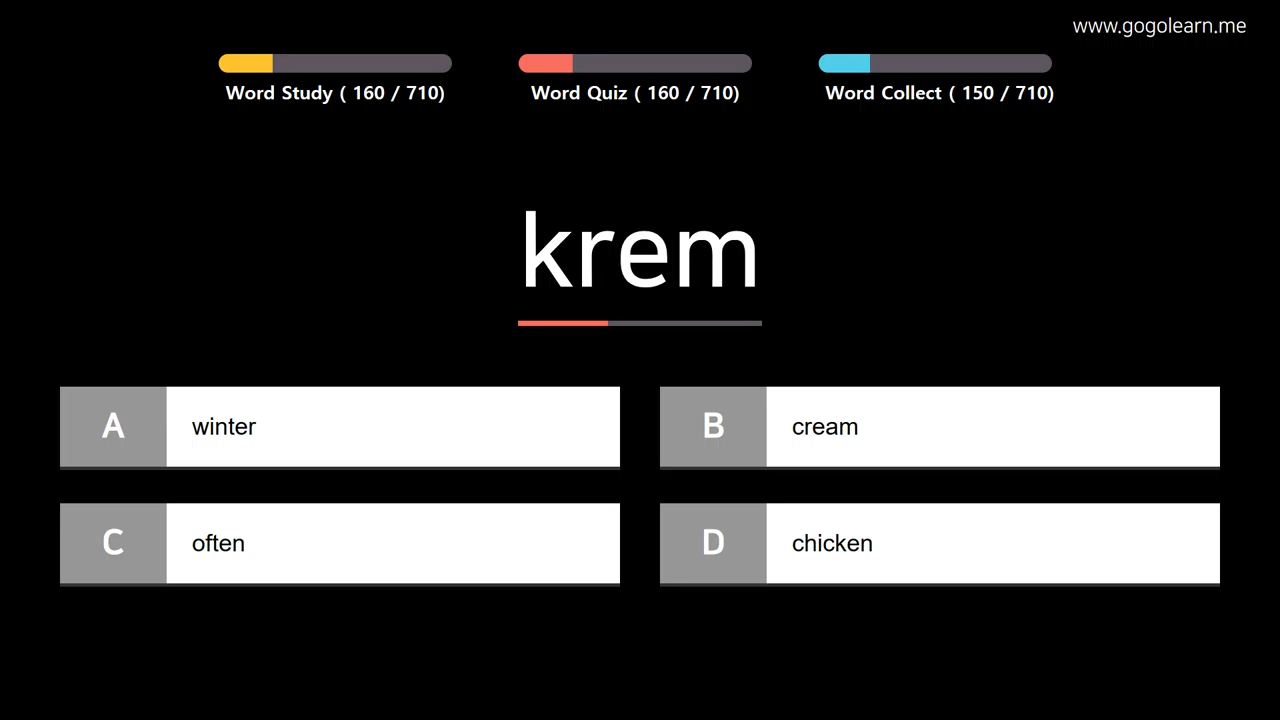 www.gogolearn.me
Word Study ( 160 / 710)
Word Quiz ( 160 / 710)
Word Collect ( 150 / 710)
krem
A winter
B cream
C often
D chicken